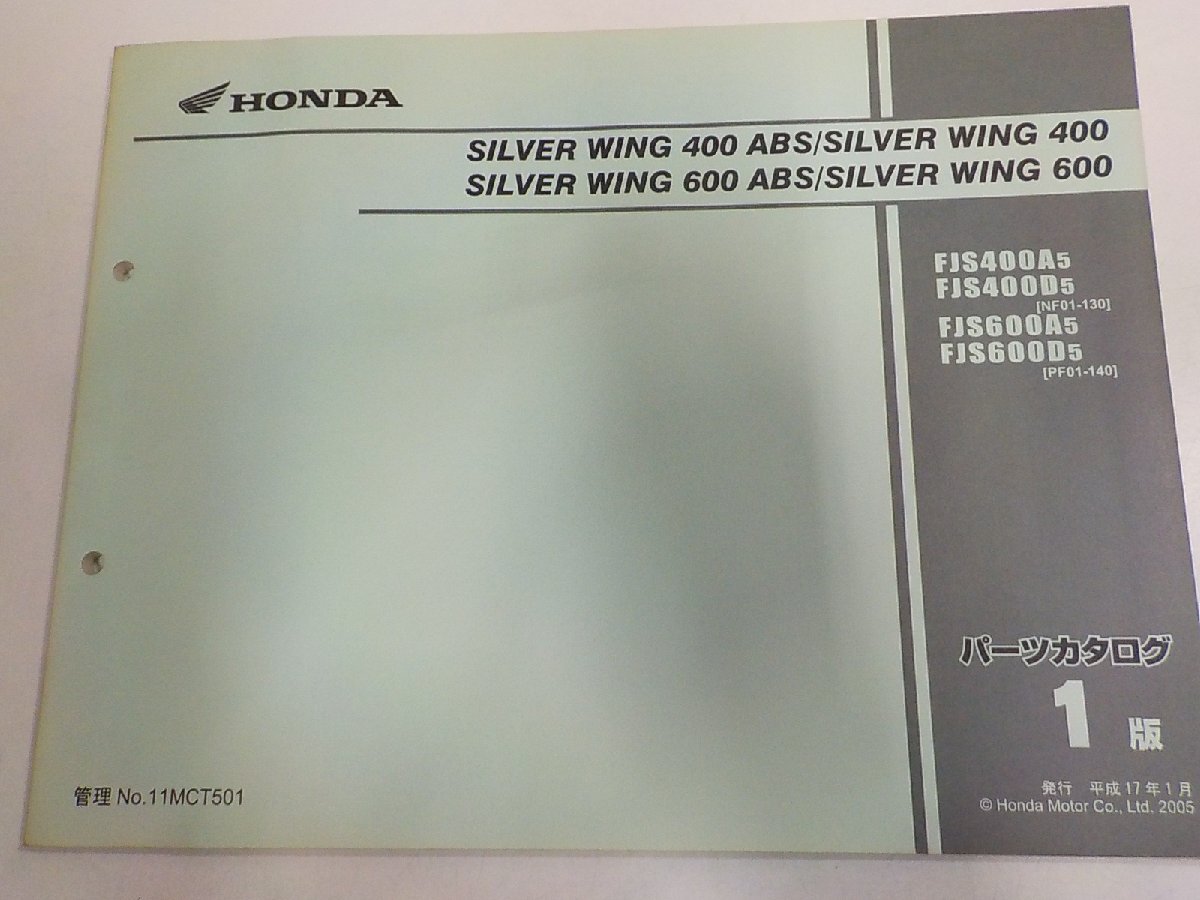 HONDA
SILVER WING 400 ABS/SILVER WING 400
SILVER WING 600 ABS/SILVER WING 600
FJS400A5
FJS400D5
[NF01-130]
FJS600A5
FJS600D5
[PF01-140]
パーツカタログ
1版
管理 No.11MCT501
発行 平成17年1月
© Honda Motor Co., Ltd. 2005